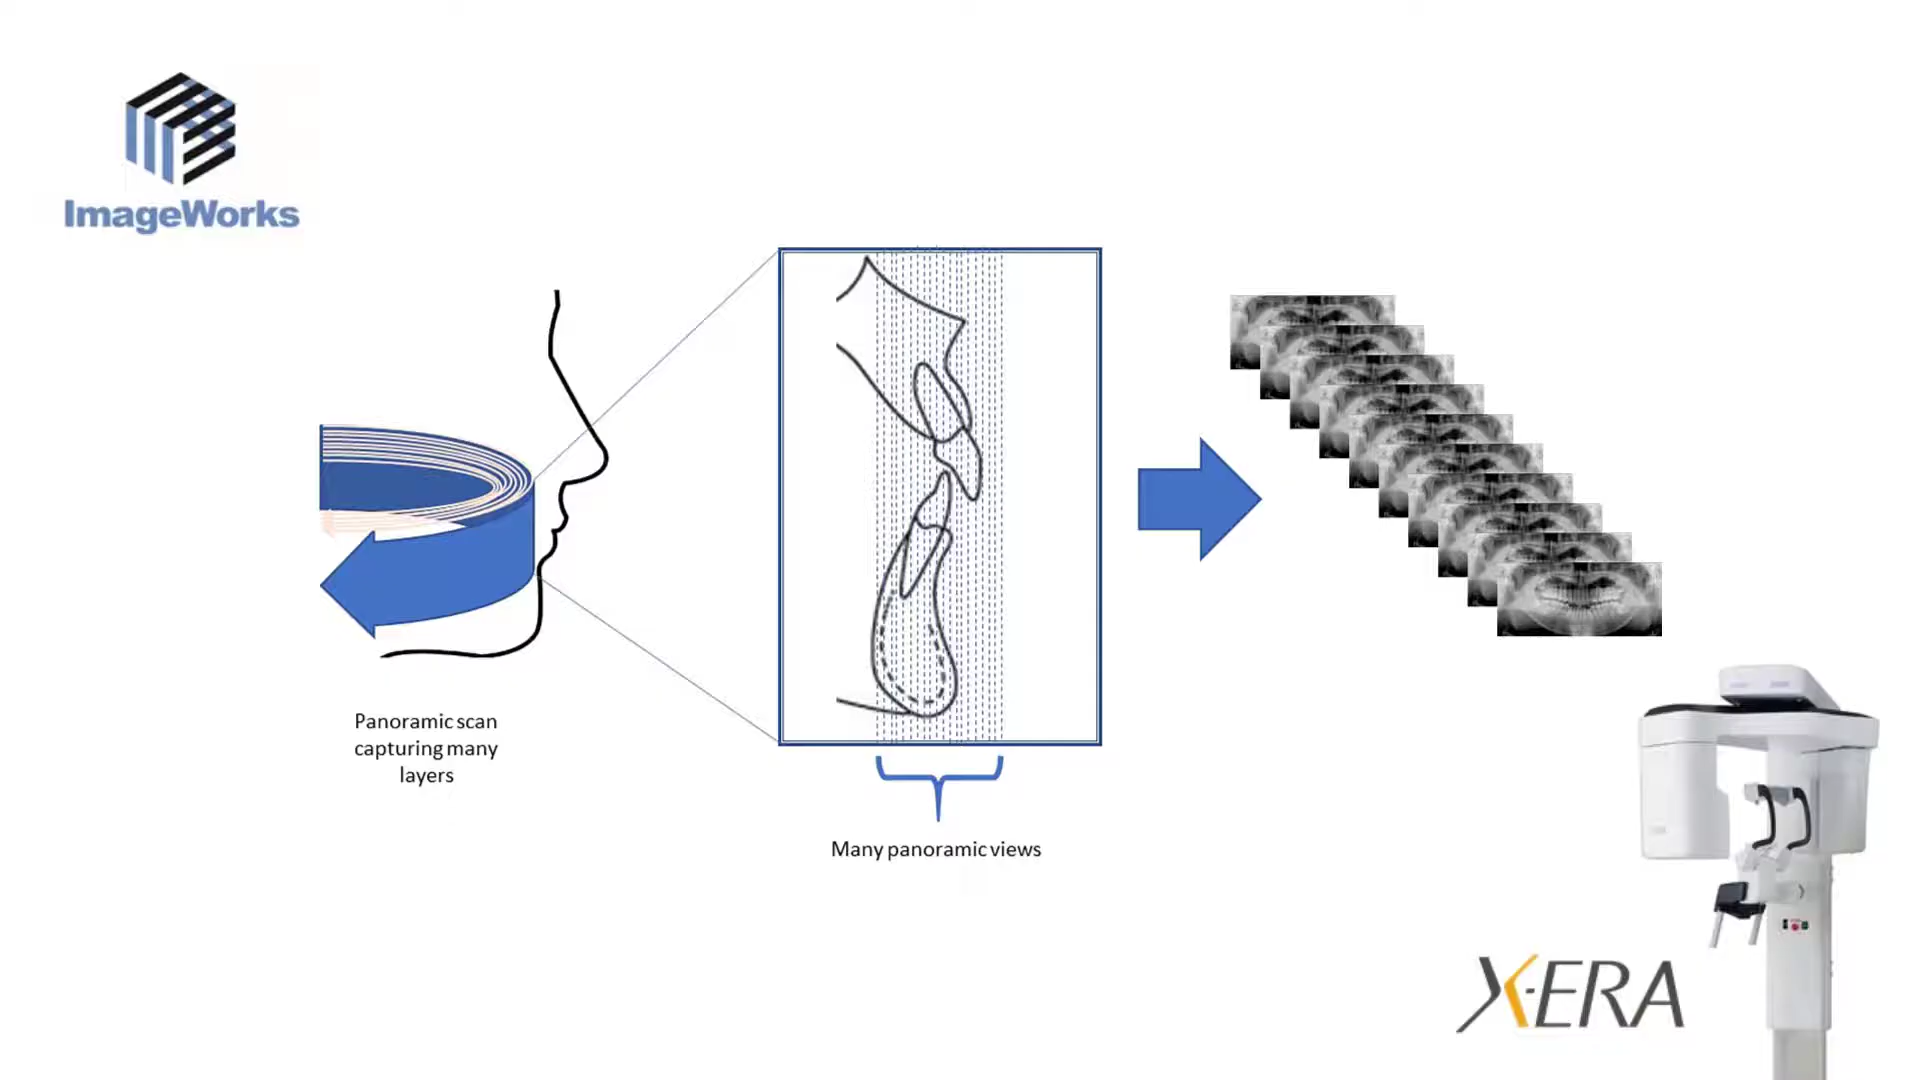 ImageWorks
Panoramic scan
capturing many
layers
Many panoramic views
X-ERA